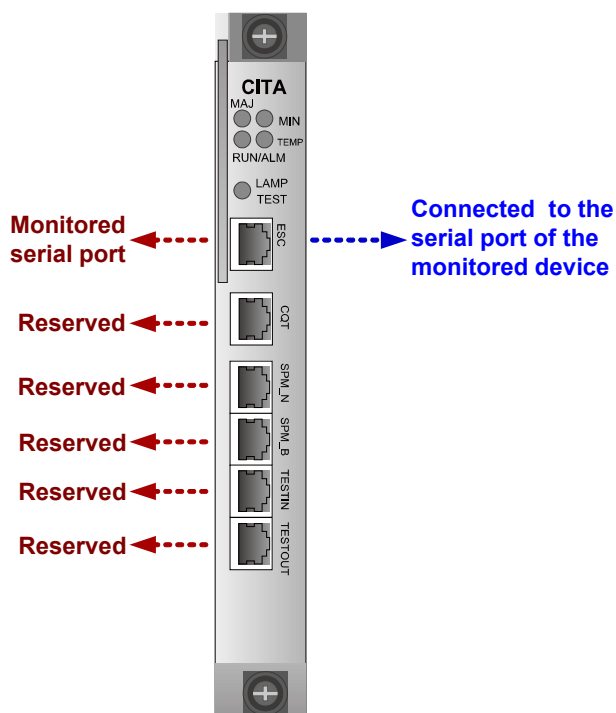 CITA
MAJ
MIN
TEMP
RUN/ALM
LAMP
TEST
Monitored
serial port
ESC
Connected to the
serial port of the
monitored device
Reserved
CQT
Reserved
SPM_N
Reserved
SPM_B
Reserved
TESTIN
Reserved
TESTOUT